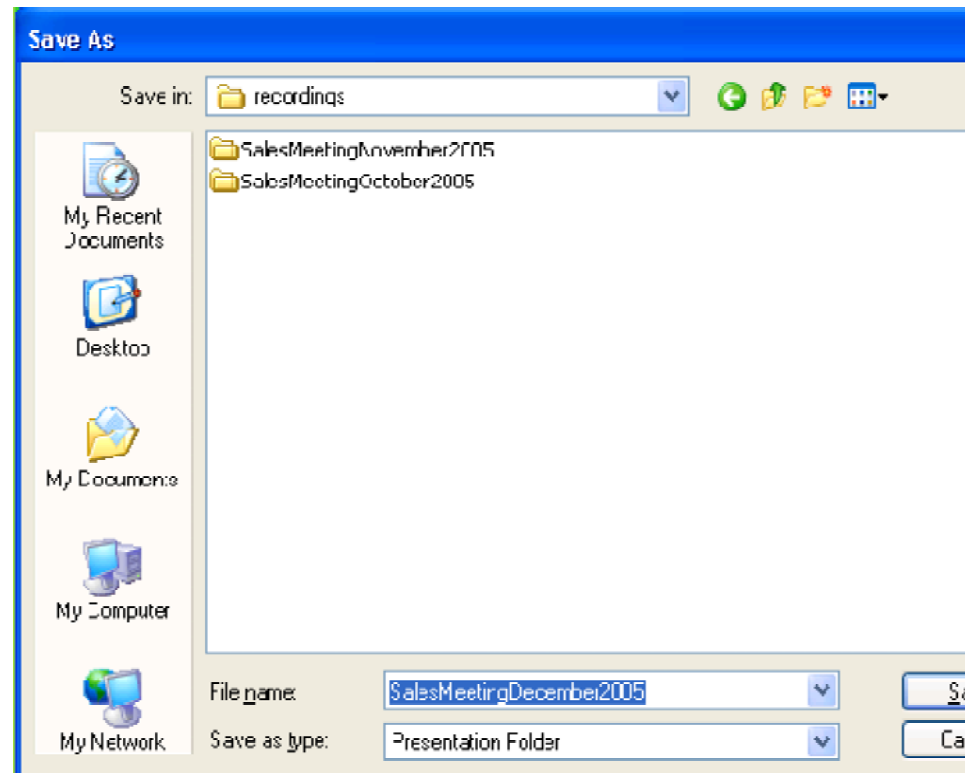 Save As
Save in: recordings
SalesMeetingNovember2005
SalesMeetingOctober2005
My Recent
Documents
Desktop
My Documents
My Computer
My Network
File name: SalesMeetingDecember2005
Save as type: Presentation Folder